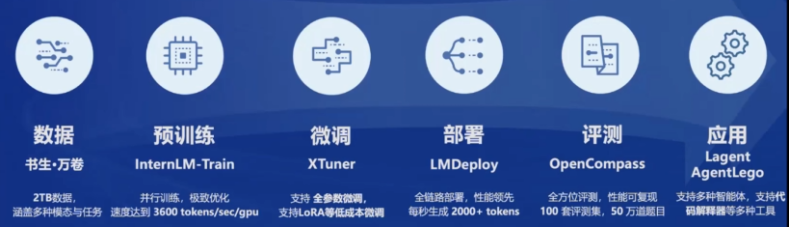 数据
书生·万卷
2TB数据，
涵盖多种模态与任务
预训练
InternLM-Train
并行训练，极致优化
速度达到 3600 tokens/sec/gpu
微调
XTuner
支持 全参数微调，
支持LoRA等低成本微调
部署
LMDeploy
全链路部署，性能领先
每秒生成 2000+ tokens
评测
OpenCompass
全方位评测，性能可复现
100 套评测集，50 万道题目
应用
Lagent
AgentLego
支持多种智能体，支持代
码解释器等多种工具